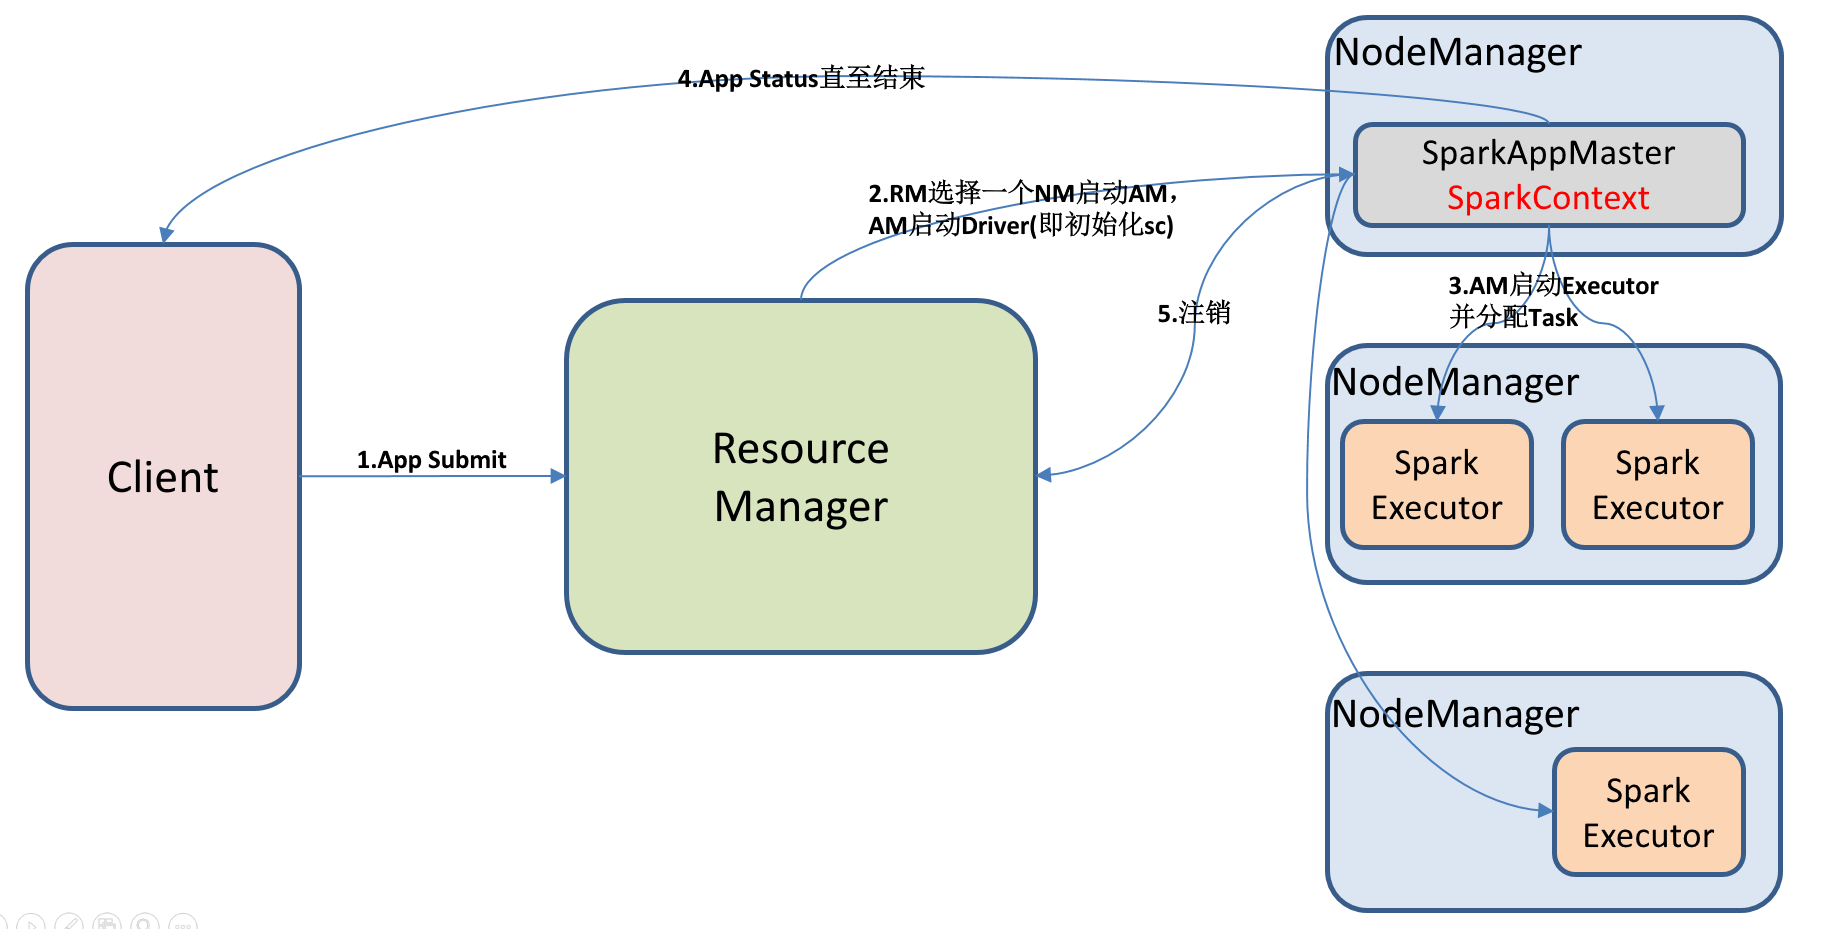 NodeManager
4.App Status直至结束
SparkAppMaster
SparkContext
2.RM选择一个NM启动AM，
AM启动Driver(即初始化sc)
3.AM启动Executor
并分配Task
5.注销
NodeManager
Client
1.App Submit
Resource
Manager
Spark
Executor
Spark
Executor
NodeManager
Spark
Executor